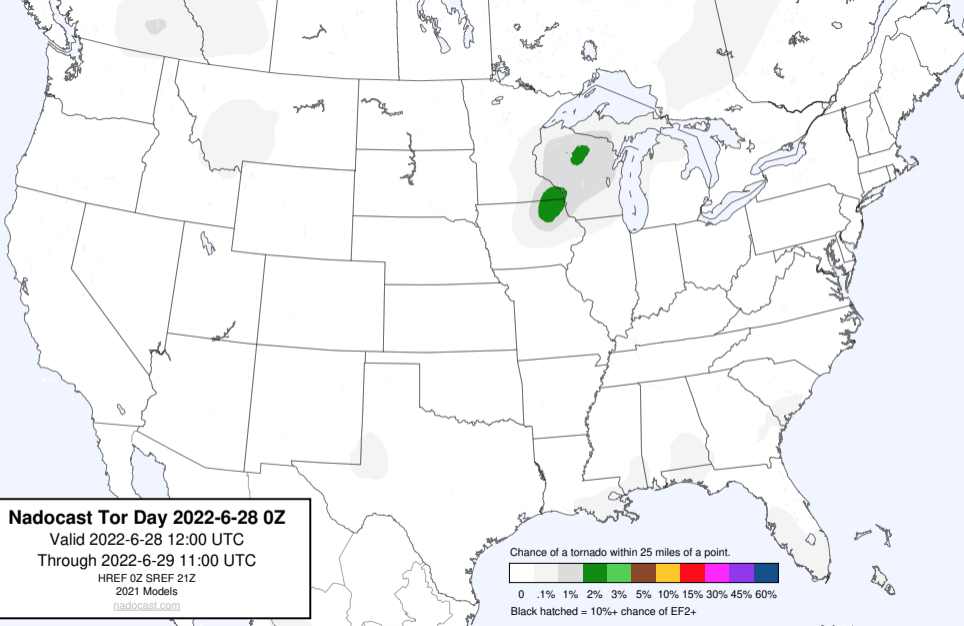 Nadocast Tor Day 2022-6-28 0Z
Valid 2022-6-28 12:00 UTC
Through 2022-6-29 11:00 UTC
HREF 0Z SREF 21Z
2021 Models
nadocast.com
Chance of a tornado within 25 miles of a point.
0 .1% 1% 2% 3% 5% 10% 15% 30% 45% 60%
Black hatched = 10%+ chance of EF2+